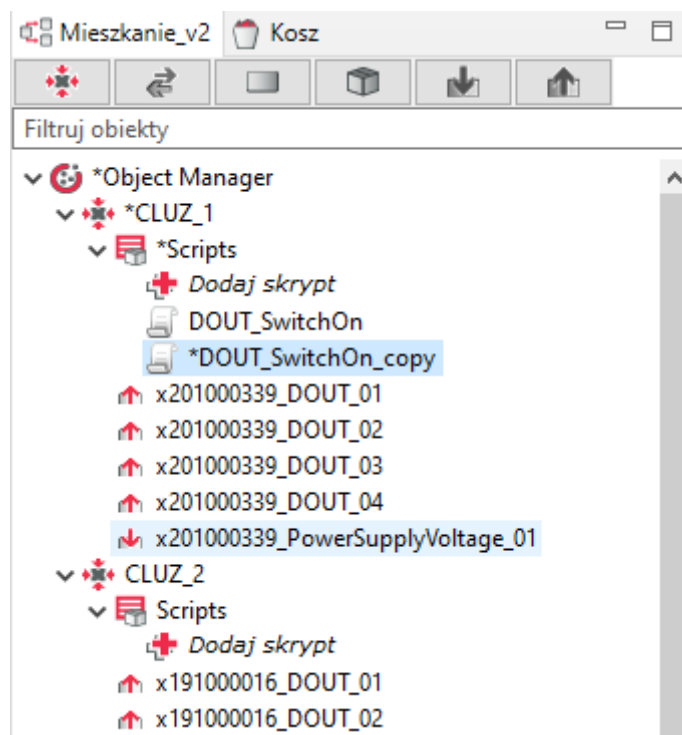 Mieszkanie_v2 Kosz
Filtruj obiekty
*Object Manager
*CLUZ_1
*Scripts
Dodaj skrypt
DOUT_SwitchOn
*DOUT_SwitchOn_copy
x201000339_DOUT_01
x201000339_DOUT_02
x201000339_DOUT_03
x201000339_DOUT_04
x201000339_PowerSupplyVoltage_01
CLUZ_2
Scripts
Dodaj skrypt
x191000016_DOUT_01
x191000016_DOUT_02